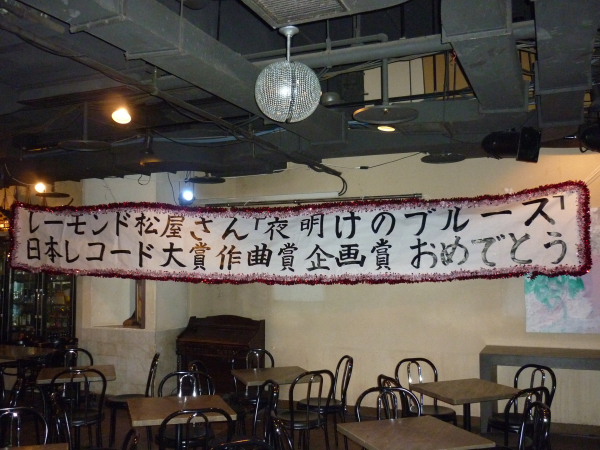 レーモンド松屋さん「夜明けのブルース」
日本レコード大賞作曲賞企画賞おめでとう